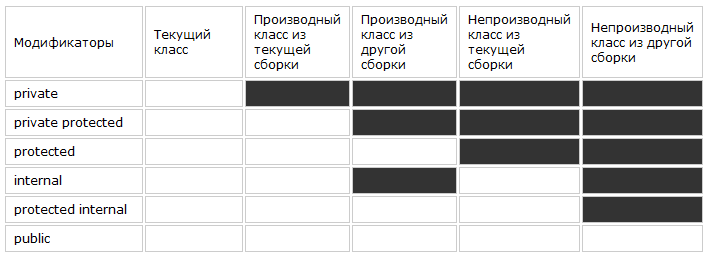 Модификаторы
Текущий
класс
Производный
класс из
текущей
сборки
Производный
класс из
другой
сборки
Непроизводный
класс из
текущей
сборки
Непроизводный
класс из другой
сборки
private
private protected
protected
internal
protected internal
public